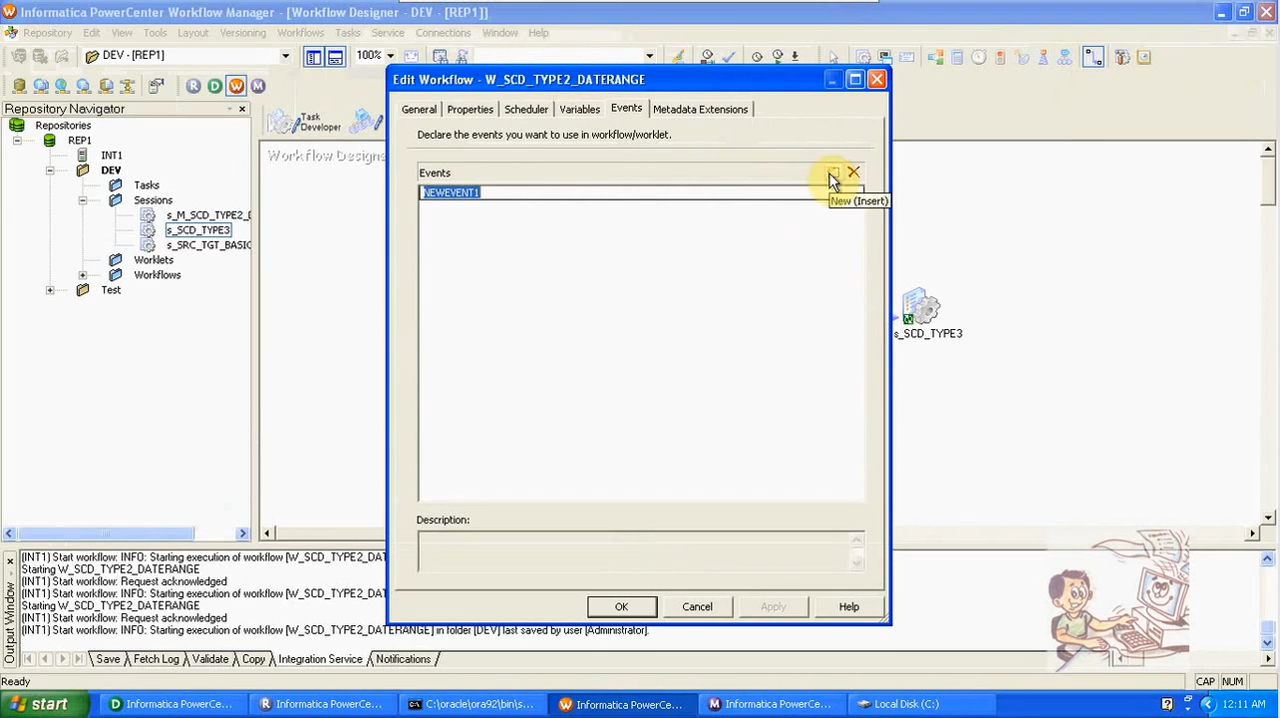 Informatica PowerCenter Workflow Manager - [Workflow Designer - DEV - [REP1]]
Repository Edit View Tools Layout Versioning Workflows Tasks Service Connections Window Help
DEV - [REP1]
100%
Edit Workflow - W_SCD_TYPE2_DATERANGE
Repository Navigator
Repositories
REP1
INT1
DEV
Tasks
Sessions
s_M_SCD_TYPE2_D
s_SCD_TYPE3
s_SRC_TGT_BASIC
Worklets
Workflows
Test
Task
Developer
Workflow Designe
General Properties Scheduler Variables Events Metadata Extensions
Declare the events you want to use in workflow/worklet.
Events
NEWEVENT1
New (Insert)
Description:
OK Cancel Apply Help
s_SCD_TYPE3
Output Window
(INT1) Start workflow: INFO: Starting execution of workflow [W_SCD_TYPE2_DAT
Starting W_SCD_TYPE2_DATERANGE
(INT1) Start workflow: Request acknowledged
(INT1) Start workflow: INFO: Starting execution of workflow [W_SCD_TYPE2_DAT
Starting W_SCD_TYPE2_DATERANGE
(INT1) Start workflow: Request acknowledged
(INT1) Start workflow: INFO: Starting execution of workflow [W_SCD_TYPE2_DATERANGE] in folder [DEV] last saved by user [Administrator].
Save Fetch Log Validate Copy Integration Service Notifications
Ready
CAP NUM
start
Informatica PowerCe...
Informatica PowerCe...
C:\oracle\ora92\bin\s...
Informatica PowerCe...
Informatica PowerCe...
Local Disk (C:)
12:11 AM